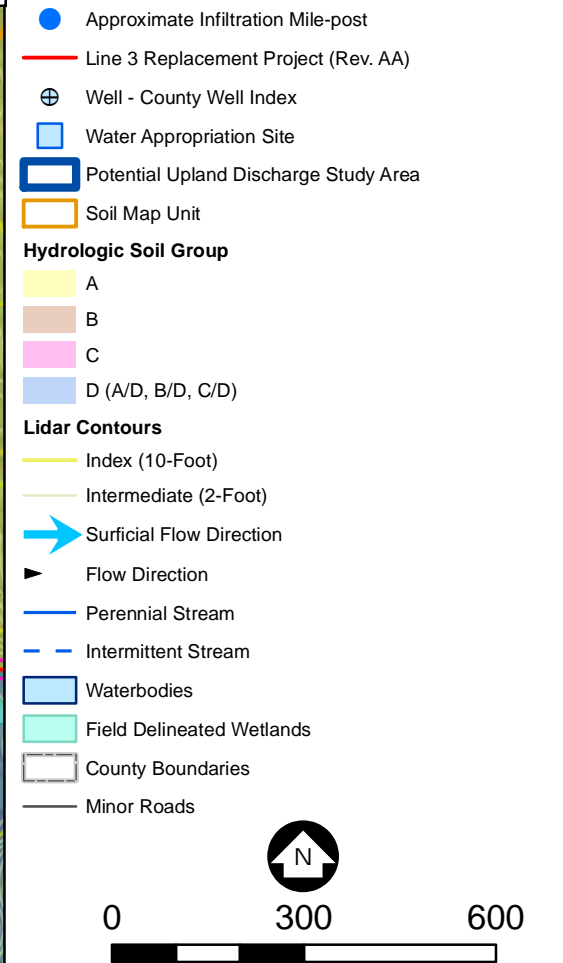 Approximate Infiltration Mile-post
Line 3 Replacement Project (Rev. AA)
Well - County Well Index
Water Appropriation Site
Potential Upland Discharge Study Area
Soil Map Unit
Hydrologic Soil Group
A
B
C
D (A/D, B/D, C/D)
Lidar Contours
Index (10-Foot)
Intermediate (2-Foot)
Surficial Flow Direction
Flow Direction
Perennial Stream
Intermittent Stream
Waterbodies
Field Delineated Wetlands
County Boundaries
Minor Roads
N
0 300 600